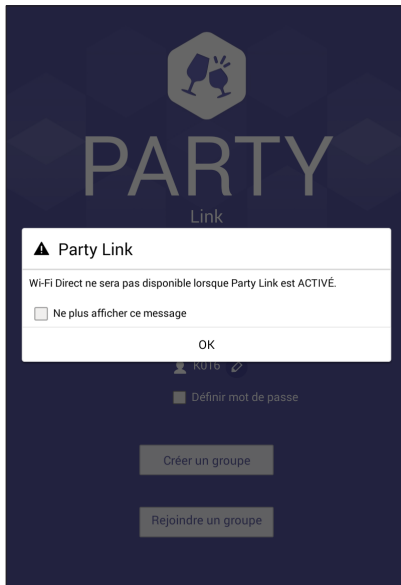 PARTY
Link
Party Link
Wi-Fi Direct ne sera pas disponible lorsque Party Link est ACTIVÉ.
Ne plus afficher ce message
OK
K016
Définir mot de passe
Créer un groupe
Rejoindre un groupe